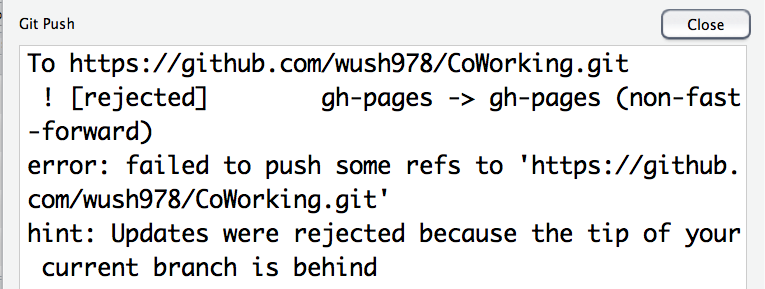 Git Push
Close
To https://github.com/wush978/CoWorking.git
 ! [rejected]        gh-pages -> gh-pages (non-fast
-forward)
error: failed to push some refs to 'https://github.
com/wush978/CoWorking.git'
hint: Updates were rejected because the tip of your
 current branch is behind